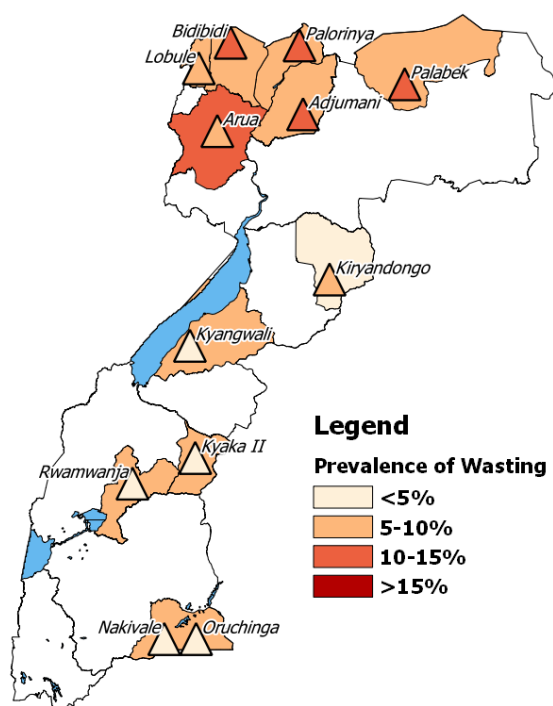 Bidibidi
Palorinya
Lobule
Palabek
Adjumani
Arua
Kiryandongo
Kyangwali
Legend
Kyaka II
Prevalence of Wasting
Rwamwanja
<5%
5-10%
10-15%
>15%
Nakivale
Oruchinga